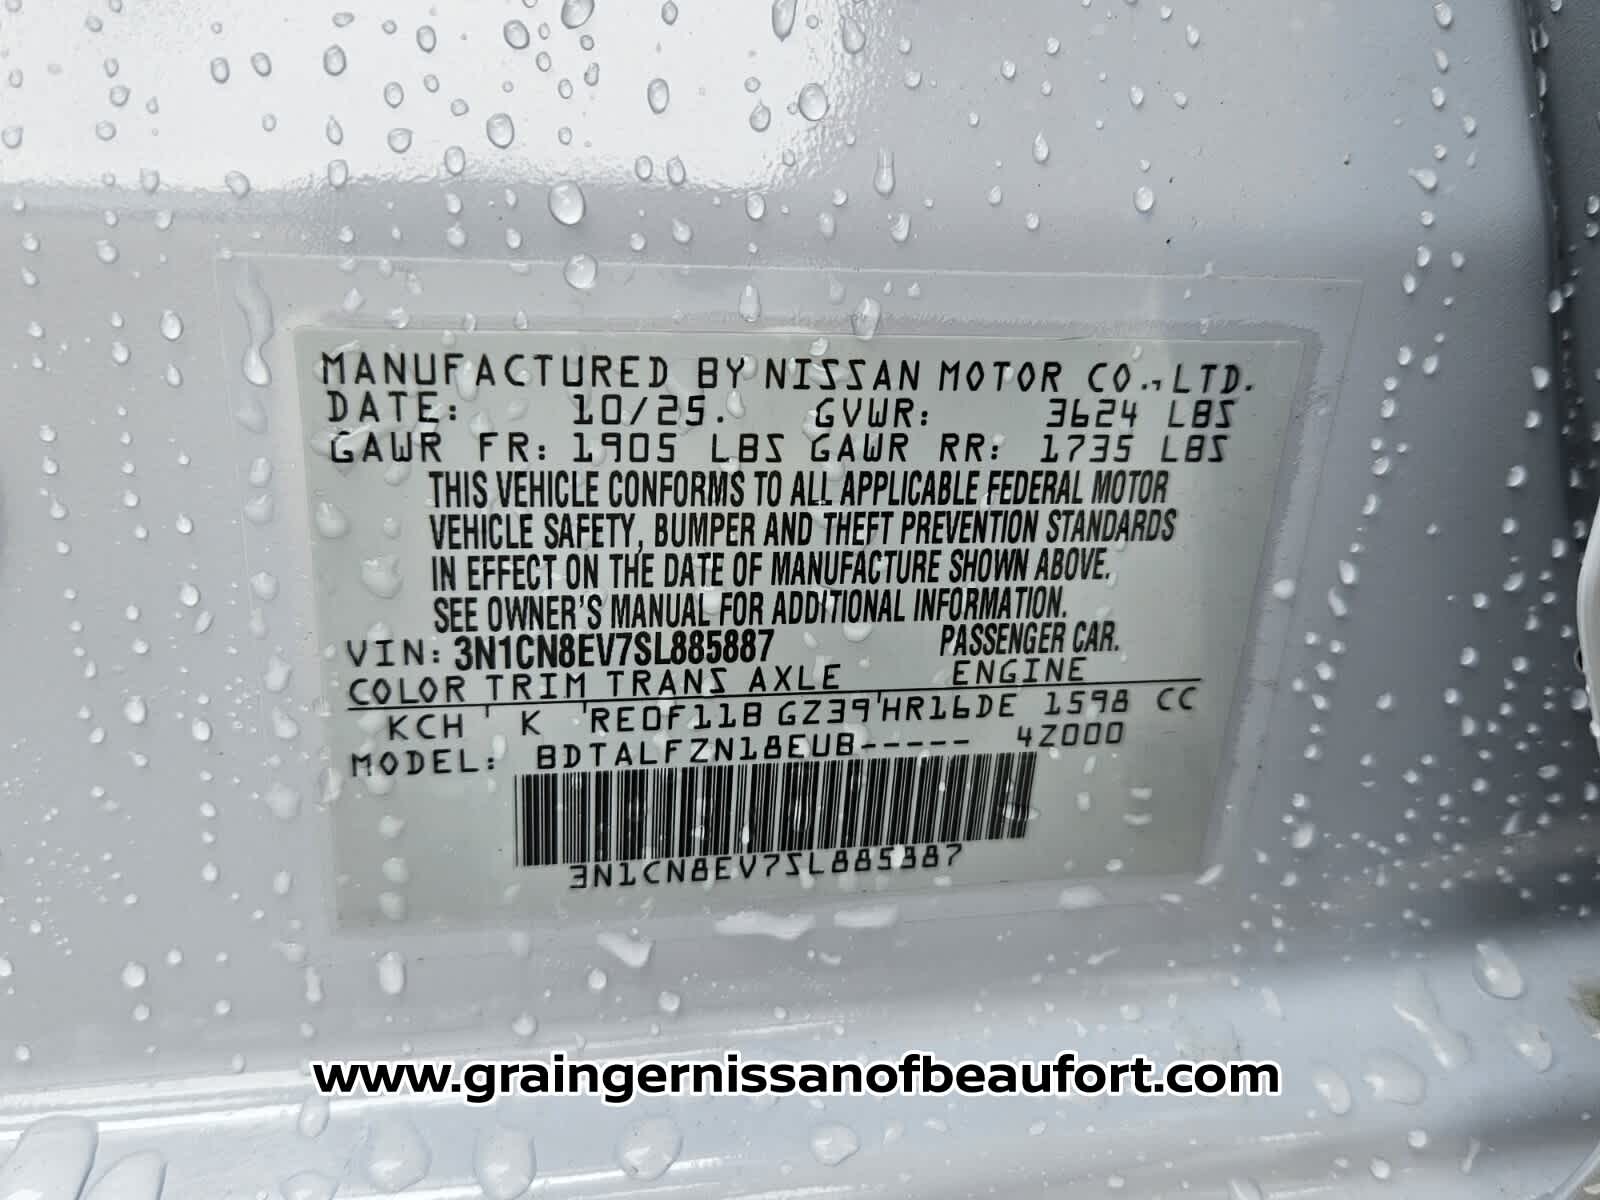 MANUFACTURED BY NISSAN MOTOR CO., LTD.
DATE: 10/25. GVWR: 3624 LBS
GAWR FR: 1905 LBS GAWR RR: 1735 LBS
THIS VEHICLE CONFORMS TO ALL APPLICABLE FEDERAL MOTOR
VEHICLE SAFETY, BUMPER AND THEFT PREVENTION STANDARDS
IN EFFECT ON THE DATE OF MANUFACTURE SHOWN ABOVE.
SEE OWNER'S MANUAL FOR ADDITIONAL INFORMATION.
VIN: 3N1CN8EV7SL885887 PASSENGER CAR.
COLOR TRIM TRANS AXLE ENGINE
KCH K RE0F11B GZ39 HR16DE 1598 CC
MODEL: BDTALFZN18EUB----- 4Z000
3N1CN8EV7SL885887
www.graingernissanofbeaufort.com